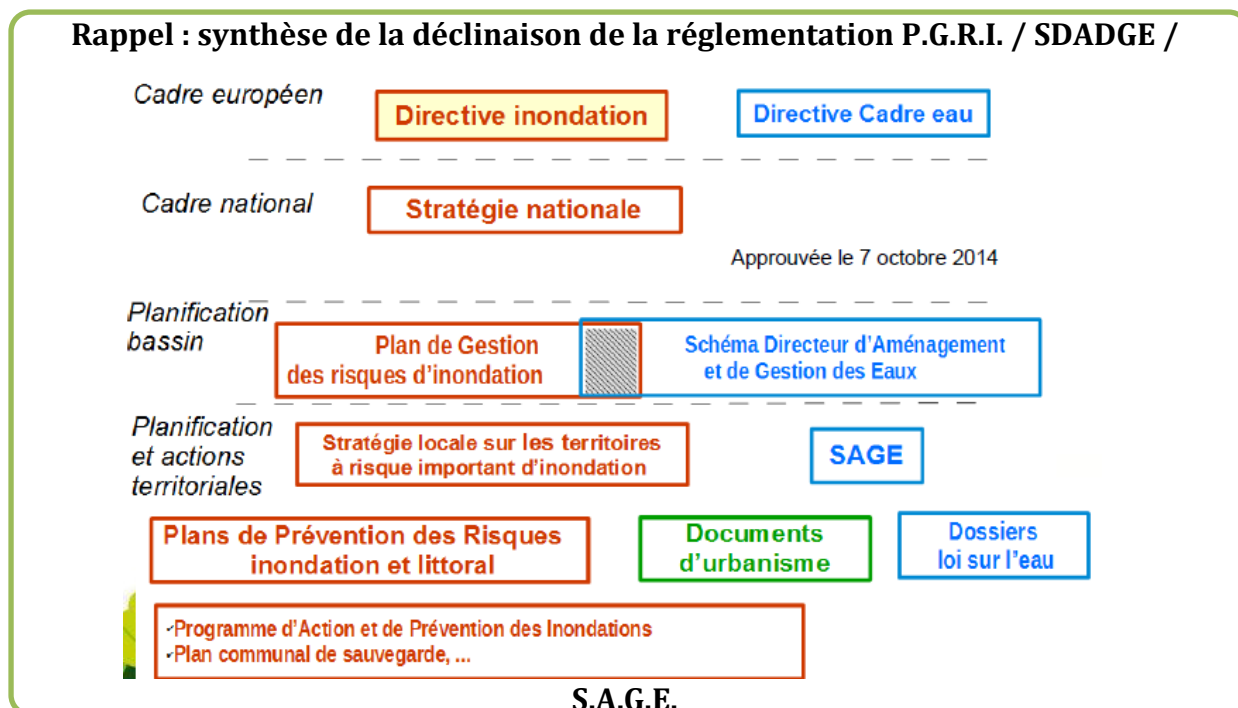 Rappel : synthèse de la déclinaison de la réglementation P.G.R.I. / SDADGE /
Cadre européen
Directive inondation
Directive Cadre eau
Cadre national
Stratégie nationale
Approuvée le 7 octobre 2014
Planification
bassin
Plan de Gestion
des risques d'inondation
Schéma Directeur d'Aménagement
et de Gestion des Eaux
Planification
et actions
territoriales
Stratégie locale sur les territoires
à risque important d'inondation
SAGE
Plans de Prévention des Risques
inondation et littoral
Documents
d'urbanisme
Dossiers
loi sur l'eau
✓Programme d'Action et de Prévention des Inondations
✓Plan communal de sauvegarde, ...
S.A.G.E.